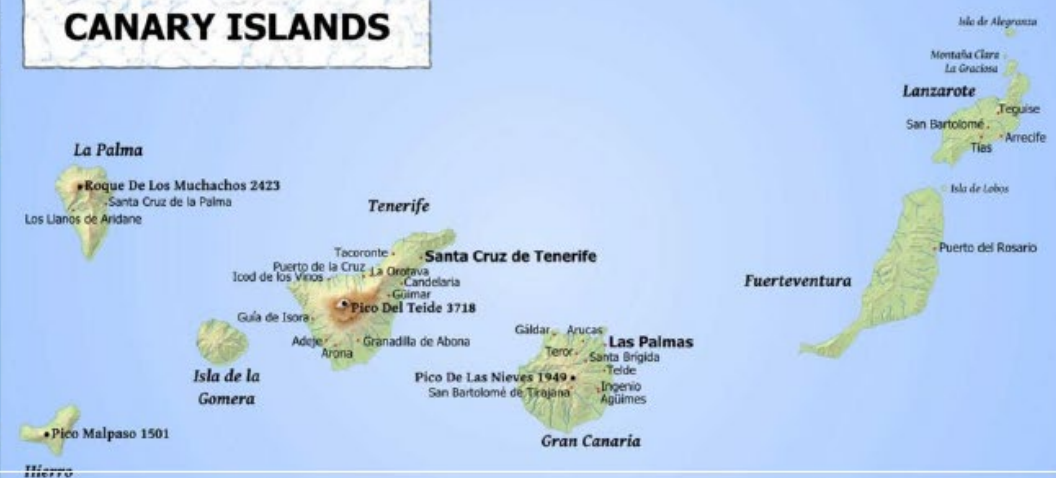 CANARY ISLANDS
Isla de Alegranza
Montaña Clara
La Graciosa
Lanzarote
Teguise
San Bartolomé
Arrecife
Tias
La Palma
Roque De Los Muchachos 2423
Santa Cruz de la Palma
Los Llanos de Aridane
Isla de Lobos
Tenerife
Tacoronte
Santa Cruz de Tenerife
Puerto del Rosario
Puerto de la Cruz
La Orotava
Icod de los Vinos
Candelaria
Fuerteventura
Güimar
Pico Del Teide 3718
Guía de Isora
Gáldar
Arucas
Adeje
Granadilla de Abona
Las Palmas
Arona
Teror
Santa Brígida
Telde
Isla de la
Gomera
Pico De Las Nieves 1949
San Bartolomé de Tirajana
Ingenio
Agüimes
Pico Malpaso 1501
Gran Canaria
Hierro